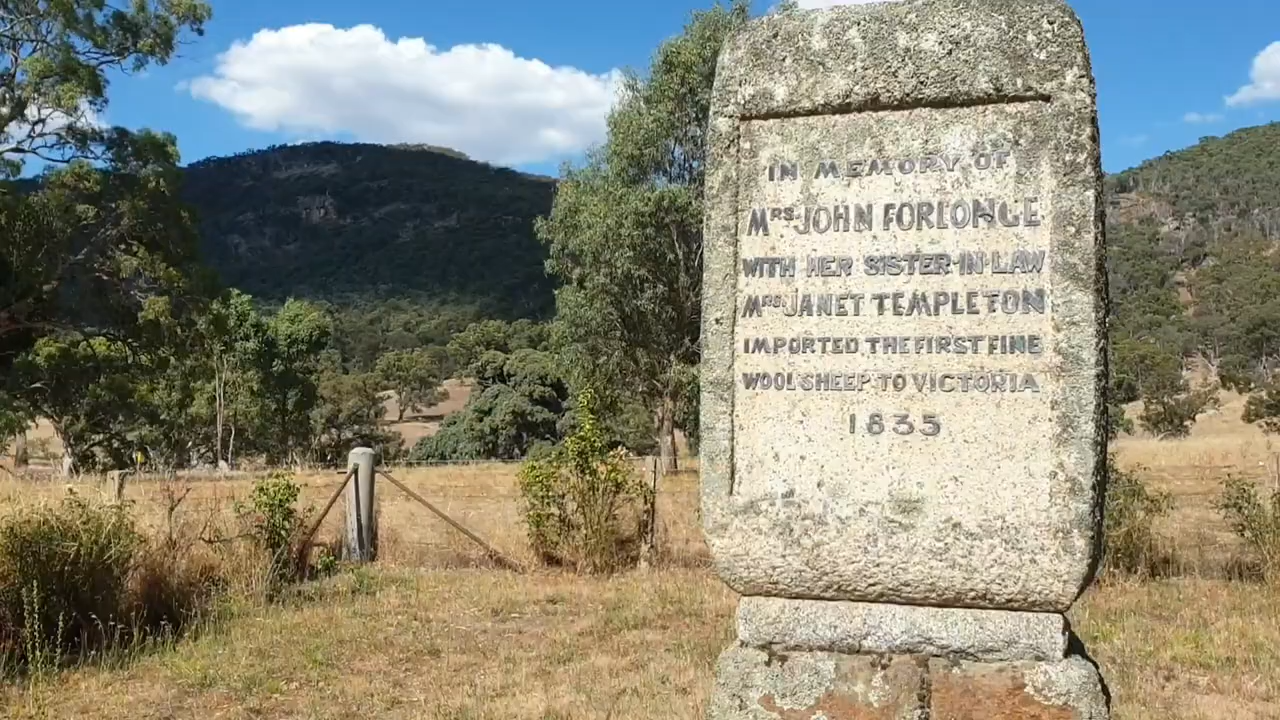 IN MEMORY OF
MRS JOHN FORLONGE
WITH HER SISTER-IN-LAW
MRS JANET TEMPLETON
IMPORTED THE FIRST FINE
WOOL SHEEP TO VICTORIA
1835